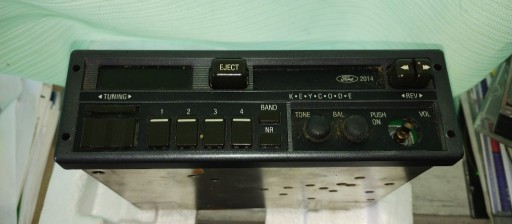 EJECT
Ford 2014
◄TUNING►
K•E•Y•C•O•D•E
◄REV►
1 2 3 4
BAND
NR
TONE
BAL
PUSH
ON
VOL